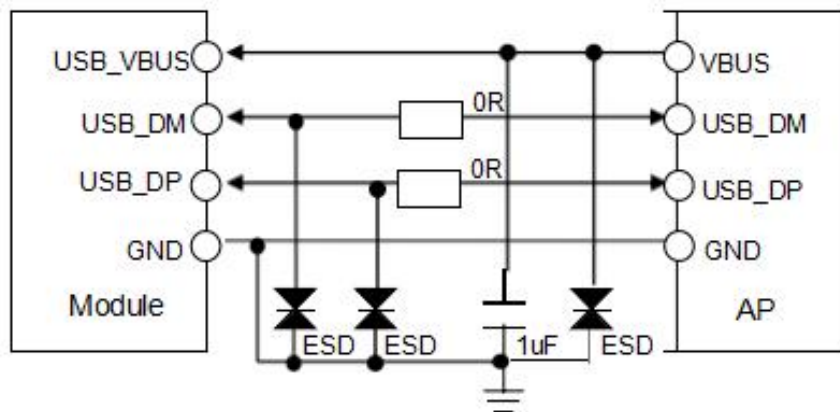 USB_VBUS
VBUS
0R
USB_DM
USB_DM
0R
USB_DP
USB_DP
GND
GND
Module
AP
ESD
ESD
1uF
ESD